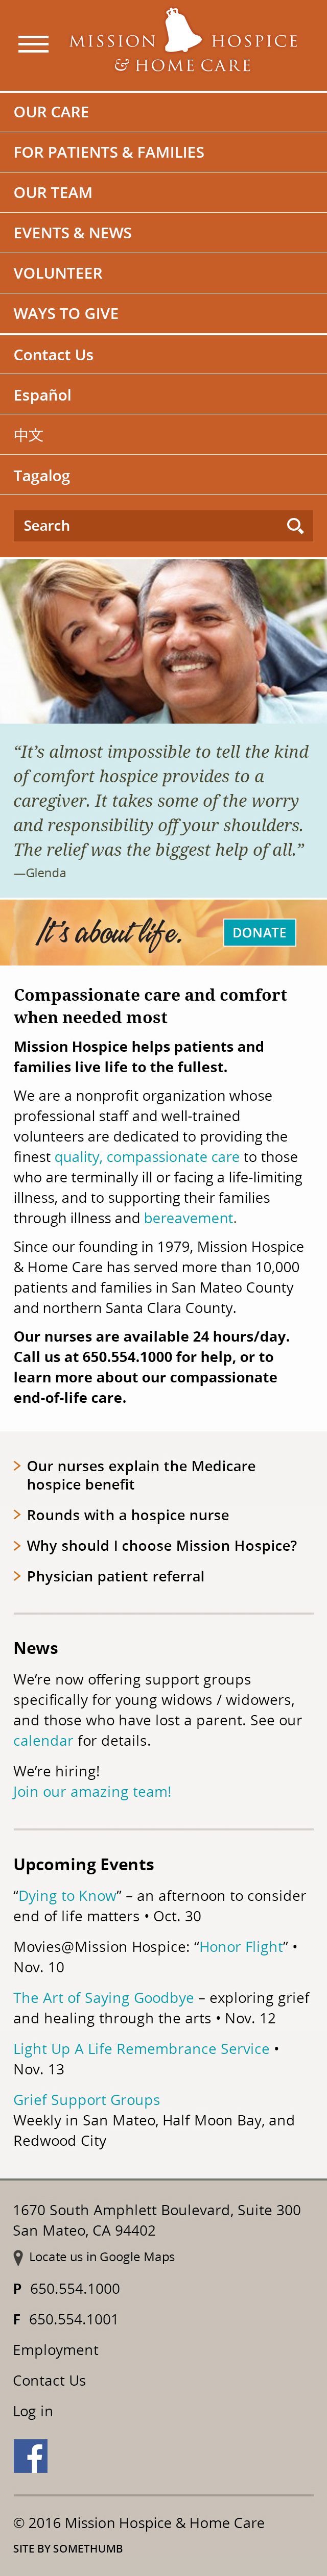 MISSION HOSPICE
& HOME CARE
OUR CARE
FOR PATIENTS & FAMILIES
OUR TEAM
EVENTS & NEWS
VOLUNTEER
WAYS TO GIVE
Contact Us
Español
中文
Tagalog
Search
“It’s almost impossible to tell the kind
of comfort hospice provides to a
caregiver. It takes some of the worry
and responsibility off your shoulders.
The relief was the biggest help of all.”
—Glenda
It’s about life.
DONATE
Compassionate care and comfort
when needed most
Mission Hospice helps patients and
families live life to the fullest.
We are a nonprofit organization whose
professional staff and well-trained
volunteers are dedicated to providing the
finest quality, compassionate care to those
who are terminally ill or facing a life-limiting
illness, and to supporting their families
through illness and bereavement.
Since our founding in 1979, Mission Hospice
& Home Care has served more than 10,000
patients and families in San Mateo County
and northern Santa Clara County.
Our nurses are available 24 hours/day.
Call us at 650.554.1000 for help, or to
learn more about our compassionate
end-of-life care.
Our nurses explain the Medicare
hospice benefit
Rounds with a hospice nurse
Why should I choose Mission Hospice?
Physician patient referral
News
We’re now offering support groups
specifically for young widows / widowers,
and those who have lost a parent. See our
calendar for details.
We’re hiring!
Join our amazing team!
Upcoming Events
“Dying to Know” – an afternoon to consider
end of life matters • Oct. 30
Movies@Mission Hospice: “Honor Flight” •
Nov. 10
The Art of Saying Goodbye – exploring grief
and healing through the arts • Nov. 12
Light Up A Life Remembrance Service •
Nov. 13
Grief Support Groups
Weekly in San Mateo, Half Moon Bay, and
Redwood City
1670 South Amphlett Boulevard, Suite 300
San Mateo, CA 94402
Locate us in Google Maps
P 650.554.1000
F 650.554.1001
Employment
Contact Us
Log in
f
© 2016 Mission Hospice & Home Care
SITE BY SOMETHUMB